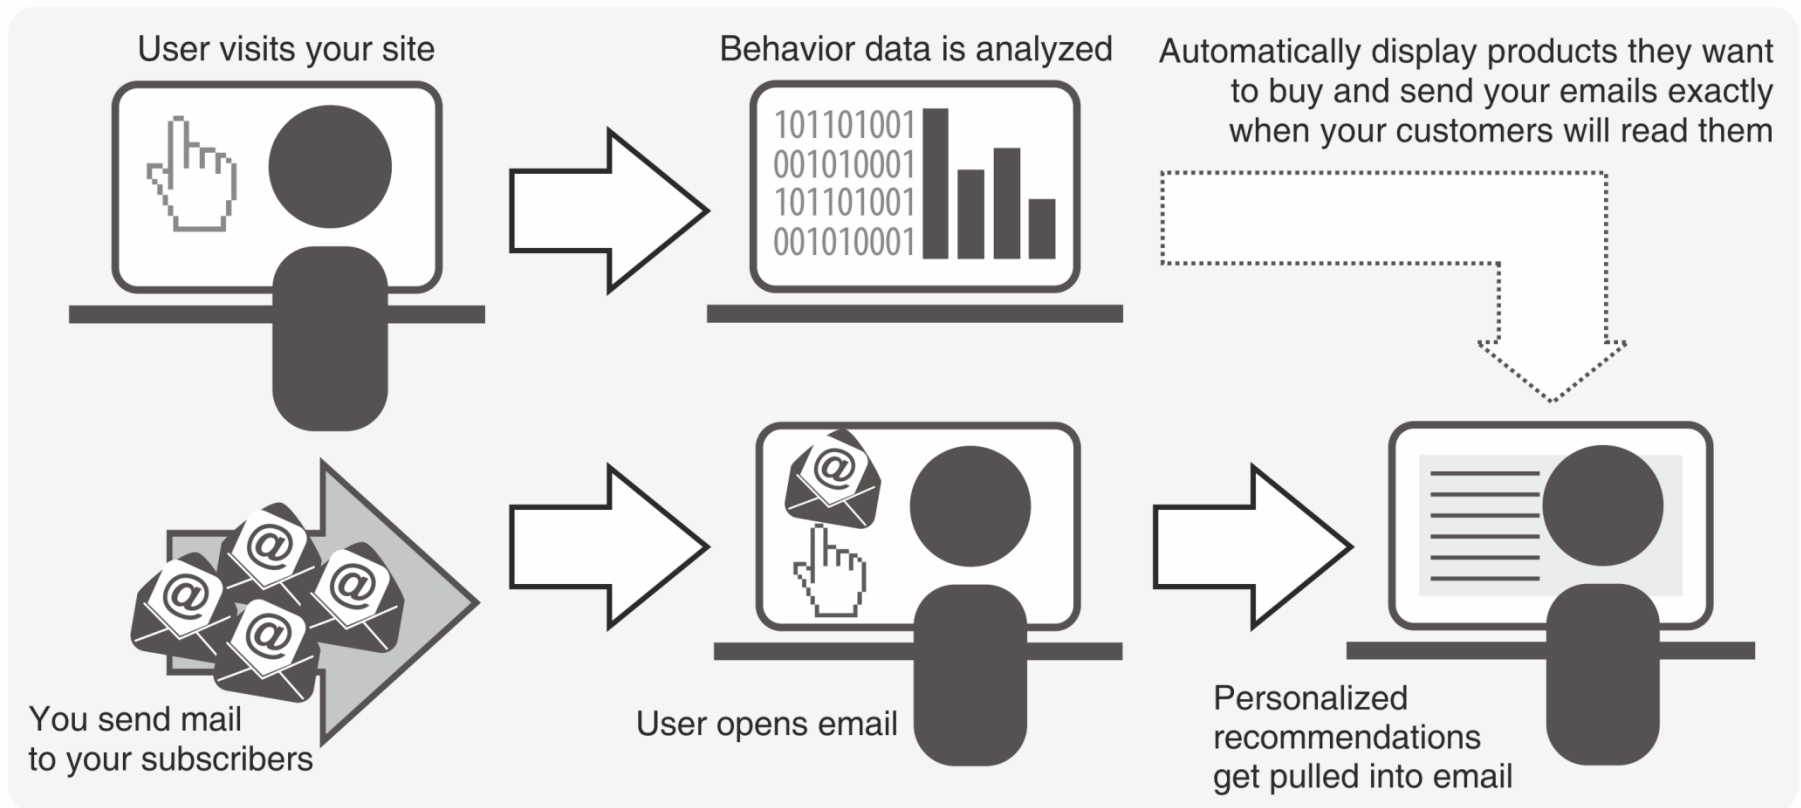 User visits your site
Behavior data is analyzed
Automatically display products they want
to buy and send your emails exactly
when your customers will read them
101101001
001010001
101101001
001010001
@
@
@
@
@
You send mail
to your subscribers
User opens email
Personalized
recommendations
get pulled into email